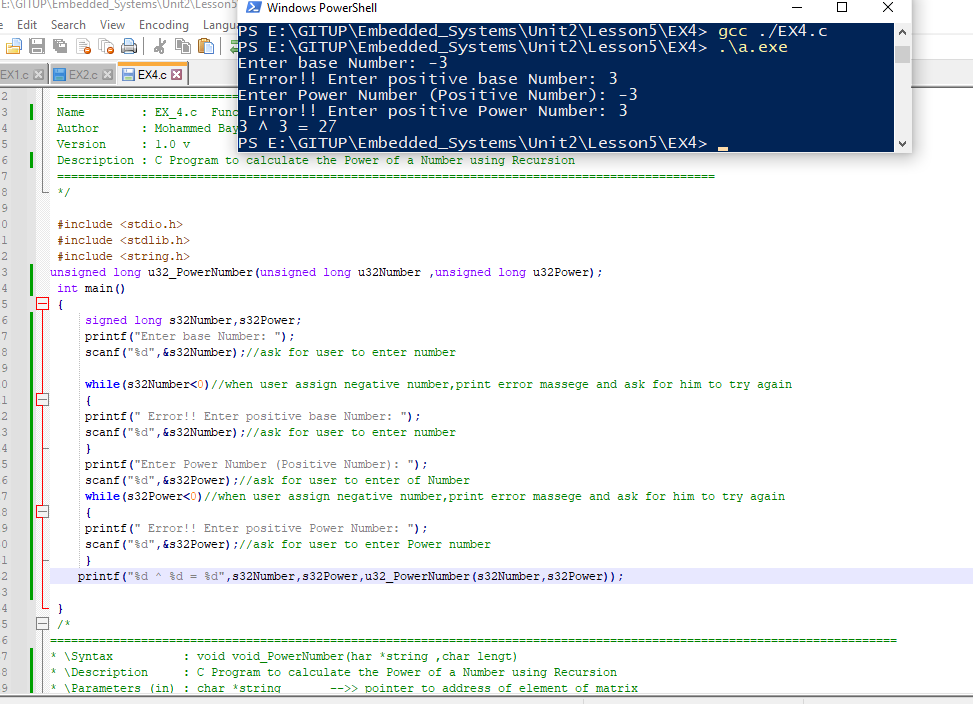 E:\GITUP\Embedded_Systems\Unit2\Lesson5
Edit Search View Encoding Langu
EX1.c EX2.c EX4.c
Windows PowerShell
PS E:\GITUP\Embedded_Systems\Unit2\Lesson5\EX4> gcc ./EX4.c
PS E:\GITUP\Embedded_Systems\Unit2\Lesson5\EX4> .\a.exe
Enter base Number: -3
 Error!! Enter positive base Number: 3
Enter Power Number (Positive Number): -3
 Error!! Enter positive Power Number: 3
3 ^ 3 = 27
PS E:\GITUP\Embedded_Systems\Unit2\Lesson5\EX4>
2 ==========================
3 Name : EX_4.c Func
4 Author : Mohammed Bay
5 Version : 1.0 v
6 Description : C Program to calculate the Power of a Number using Recursion
7 ==============================================================================================
8 */
9
0 #include <stdio.h>
1 #include <stdlib.h>
2 #include <string.h>
3 unsigned long u32_PowerNumber(unsigned long u32Number ,unsigned long u32Power);
4 int main()
5 {
6 signed long s32Number,s32Power;
7 printf("Enter base Number: ");
8 scanf("%d",&s32Number);//ask for user to enter number
9
0 while(s32Number<0)//when user assign negative number,print error massege and ask for him to try again
1 {
2 printf(" Error!! Enter positive base Number: ");
3 scanf("%d",&s32Number);//ask for user to enter number
4 }
5 printf("Enter Power Number (Positive Number): ");
6 scanf("%d",&s32Power);//ask for user to enter of Number
7 while(s32Power<0)//when user assign negative number,print error massege and ask for him to try again
8 {
9 printf(" Error!! Enter positive Power Number: ");
0 scanf("%d",&s32Power);//ask for user to enter Power number
1 }
2 printf("%d ^ %d = %d",s32Number,s32Power,u32_PowerNumber(s32Number,s32Power));
3
4 }
5 /*
6 =========================================================================================================================
7 * \Syntax : void void_PowerNumber(har *string ,char lengt)
8 * \Description : C Program to calculate the Power of a Number using Recursion
9 * \Parameters (in) : char *string -->> pointer to address of element of matrix